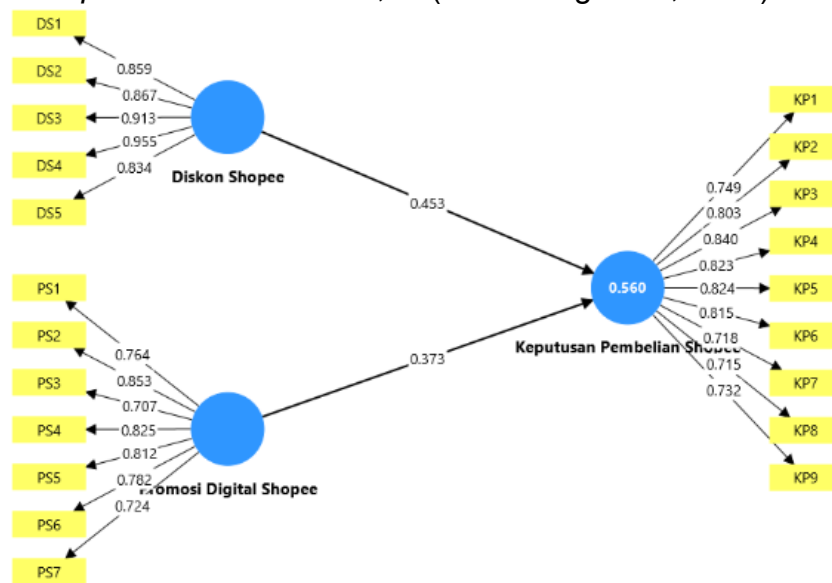 DS1
DS2
DS3
DS4
DS5
0.859
0.867
0.913
0.955
0.834
Diskon Shopee
0.453
PS1
PS2
PS3
PS4
PS5
PS6
PS7
0.764
0.853
0.707
0.825
0.812
0.782
0.724
Promosi Digital Shopee
0.373
0.560
Keputusan Pembelian Shopee
0.749
0.803
0.840
0.823
0.824
0.815
0.718
0.715
0.732
KP1
KP2
KP3
KP4
KP5
KP6
KP7
KP8
KP9